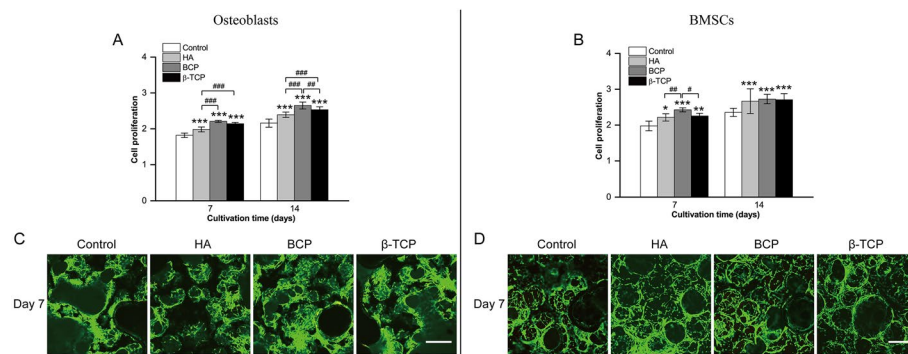 Osteoblasts
BMSCs
A
Control
HA
BCP
β-TCP
###
###
***
***
***
###
###
##
***
***
***
Cell proliferation
4
3
2
1
0
7
14
Cultivation time (days)
B
Control
HA
BCP
β-TCP
##
#
*
***
**
***
***
***
Cell proliferation
4
3
2
1
0
7
14
Cultivation time (days)
C
Control
HA
BCP
β-TCP
Day 7
D
Control
HA
BCP
β-TCP
Day 7